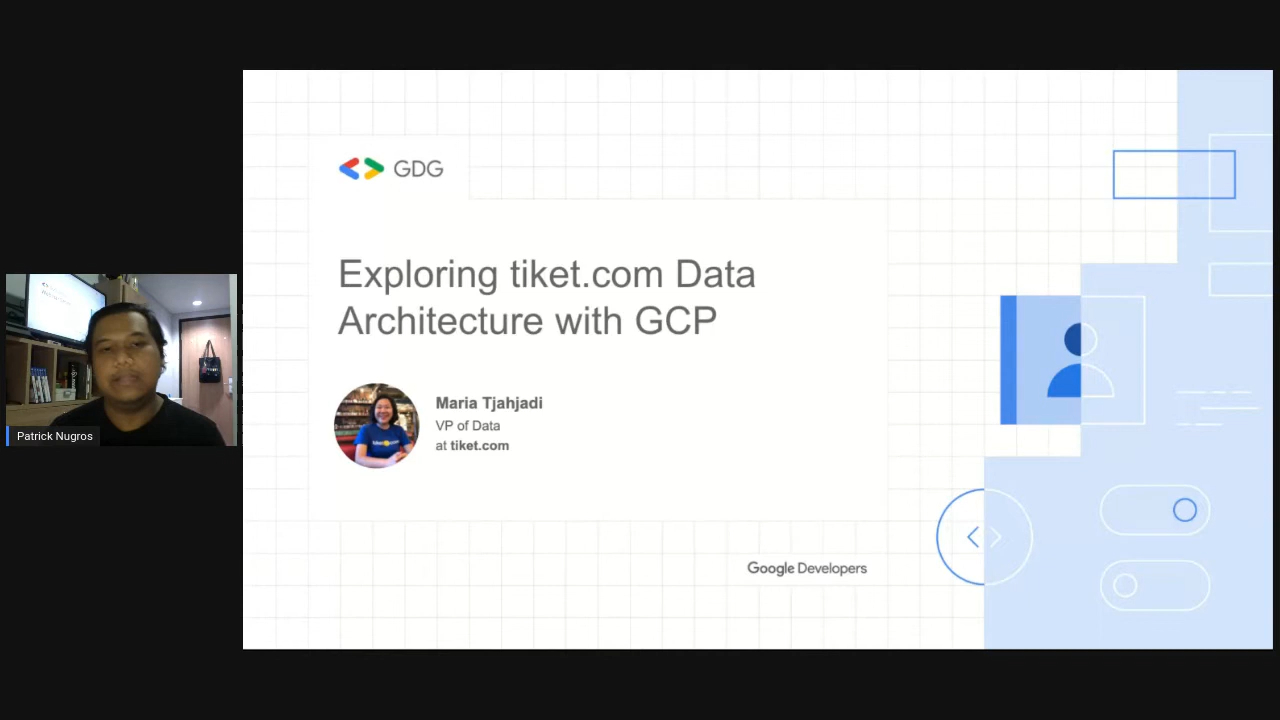 GDG
Exploring tiket.com Data
Architecture with GCP
Maria Tjahjadi
VP of Data
at tiket.com
Patrick Nugros
Google Developers